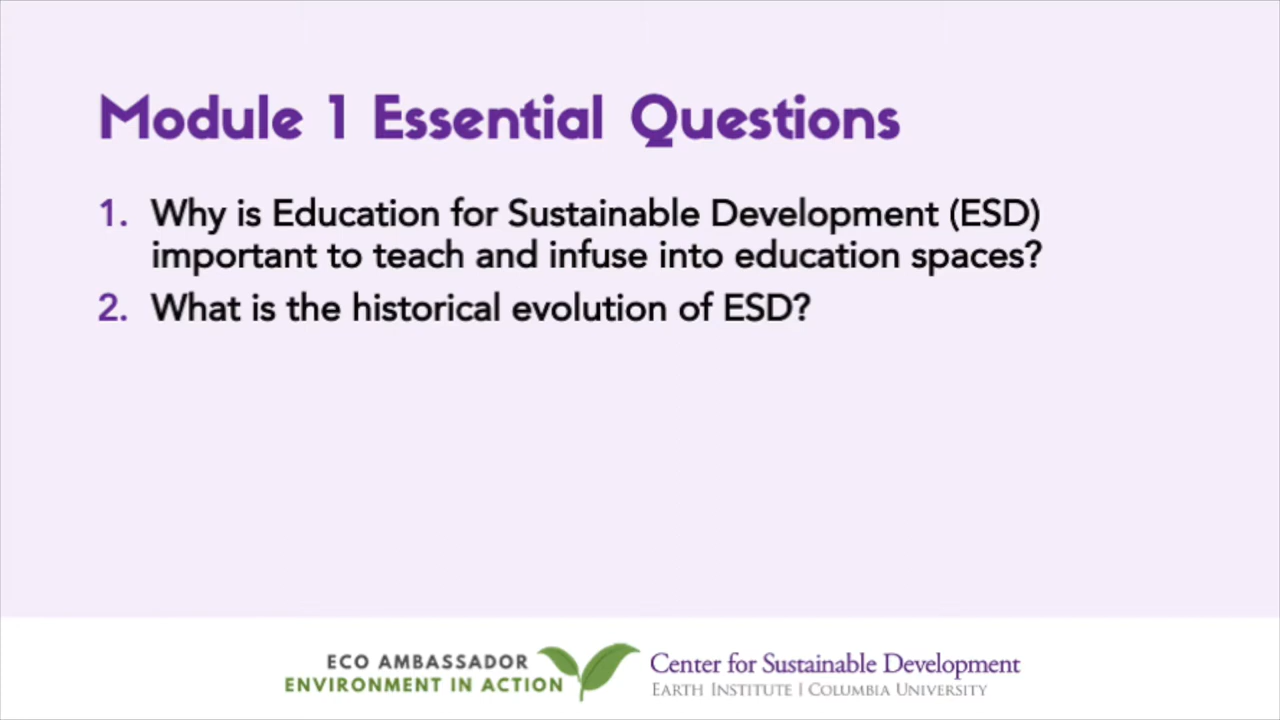 Module 1 Essential Questions
1. Why is Education for Sustainable Development (ESD)
important to teach and infuse into education spaces?
2. What is the historical evolution of ESD?
ECO AMBASSADOR
ENVIRONMENT IN ACTION
Center for Sustainable Development
EARTH INSTITUTE | COLUMBIA UNIVERSITY